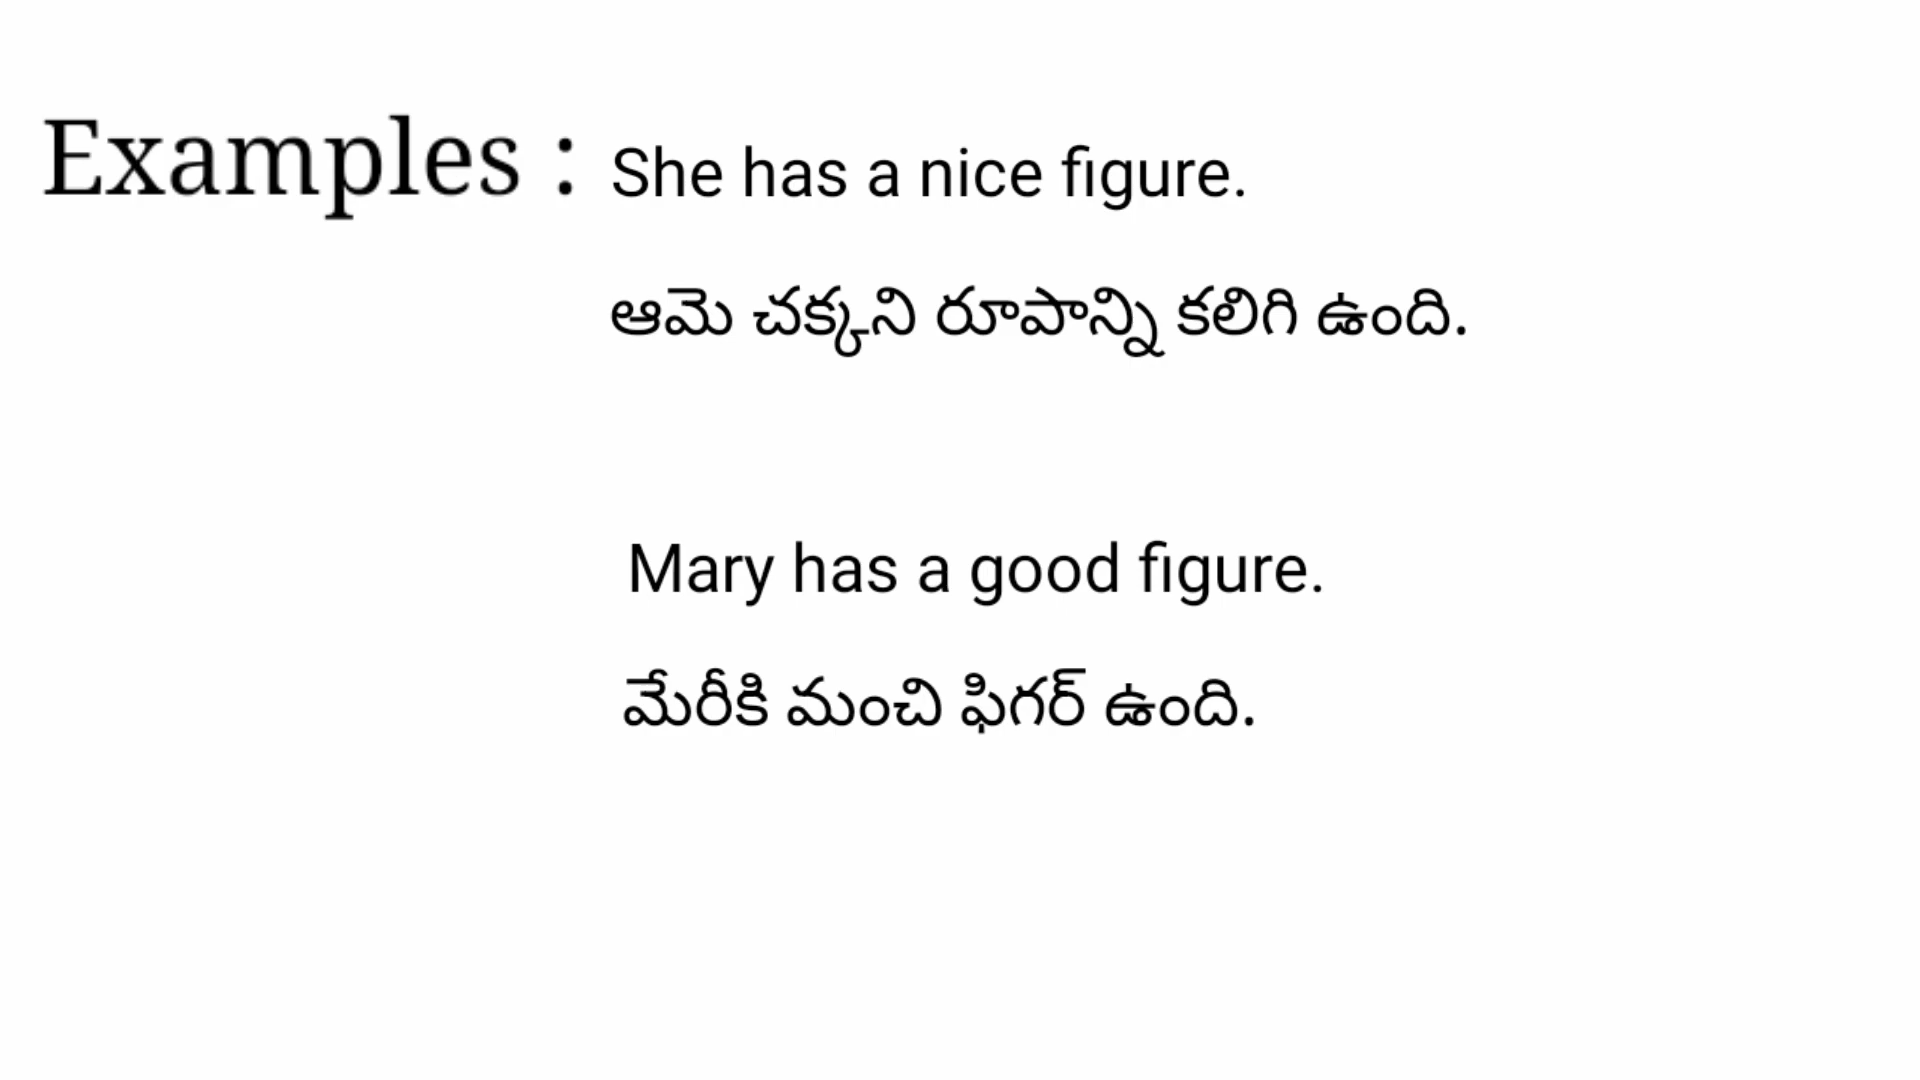 Examples : She has a nice figure.
ఆమె చక్కని రూపాన్ని కలిగి ఉంది.
Mary has a good figure.
మేరీకి మంచి ఫిగర్ ఉంది.